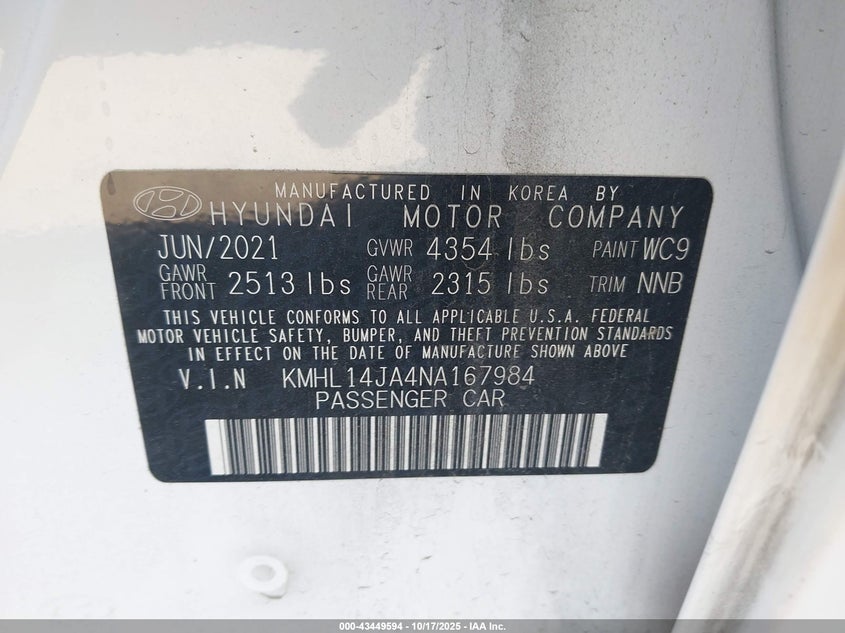 MANUFACTURED IN KOREA BY
HYUNDAI MOTOR COMPANY
JUN/2021 GVWR 4354 lbs PAINT WC9
GAWR FRONT 2513 lbs GAWR REAR 2315 lbs TRIM NNB
THIS VEHICLE CONFORMS TO ALL APPLICABLE U.S.A. FEDERAL
MOTOR VEHICLE SAFETY, BUMPER, AND THEFT PREVENTION STANDARDS
IN EFFECT ON THE DATE OF MANUFACTURE SHOWN ABOVE
V.I.N KMHL14JA4NA167984
PASSENGER CAR
000-43449594 | 10/17/2025 - IAA Inc.